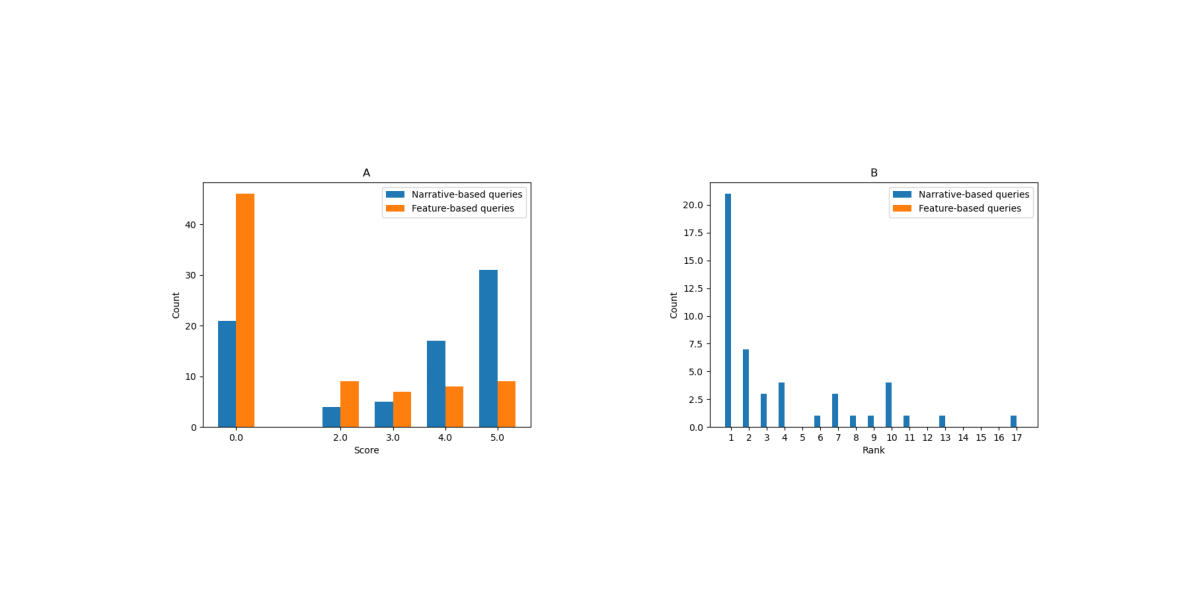 A
Narrative-based queries
Feature-based queries
40
30
20
10
0
Count
0.0 2.0 3.0 4.0 5.0
Score
B
Narrative-based queries
Feature-based queries
20.0
17.5
15.0
12.5
10.0
7.5
5.0
2.5
0.0
Count
1 2 3 4 5 6 7 8 9 10 11 12 13 14 15 16 17
Rank